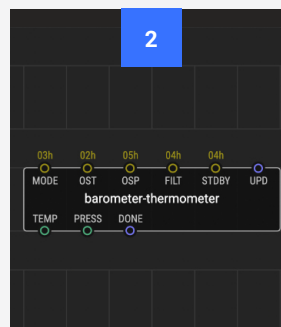 2
03h 02h 05h 04h 04h
MODE OST OSP FILT STDBY UPD
barometer-thermometer
TEMP PRESS DONE